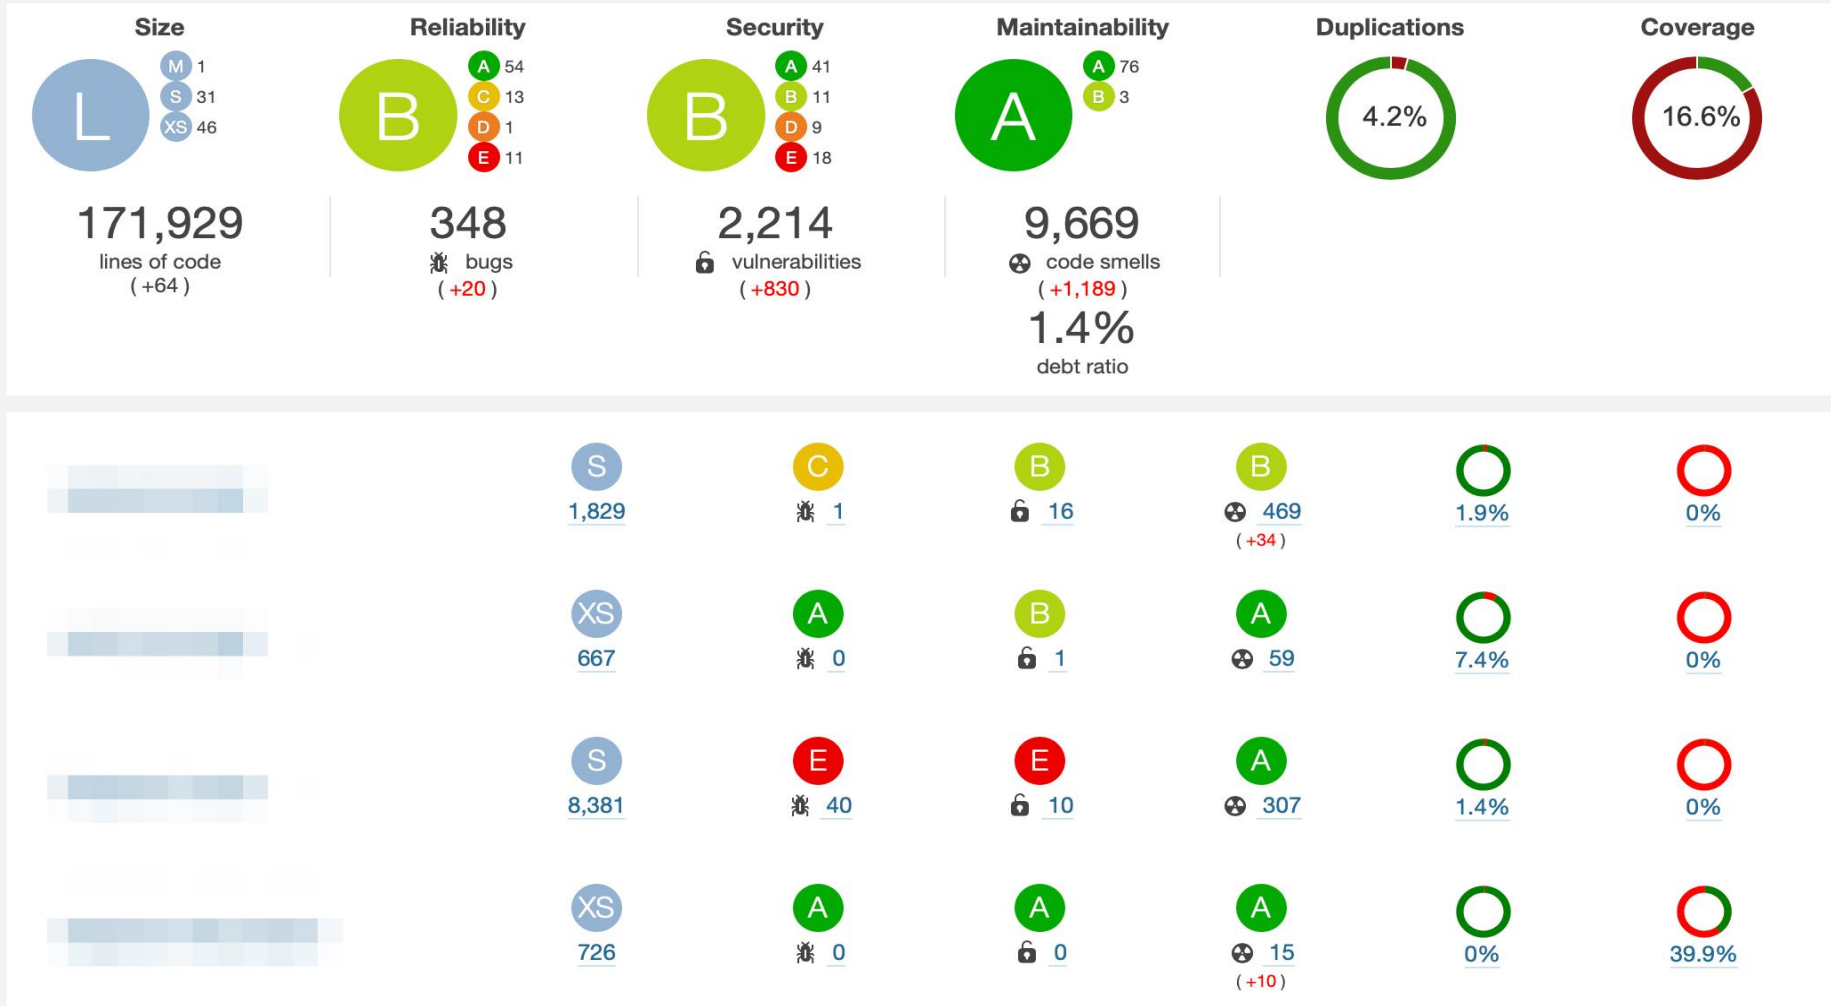 Size Reliability Security Maintainability Duplications Coverage
L M 1 B A 54 B A 41 A A 76 4.2% 16.6%
S 31 C 13 B 11 B 3
XS 46 D 1 D 9
E 11 E 18
171,929 348 2,214 9,669
lines of code bugs vulnerabilities code smells
( +64 ) ( +20 ) ( +830 ) ( +1,189 )
1.4%
debt ratio
S C B B
1,829 1 16 469 1.9% 0%
( +34 )
XS A B A
667 0 1 59 7.4% 0%
S E E A
8,381 40 10 307 1.4% 0%
XS A A A
726 0 0 15 0% 39.9%
( +10 )